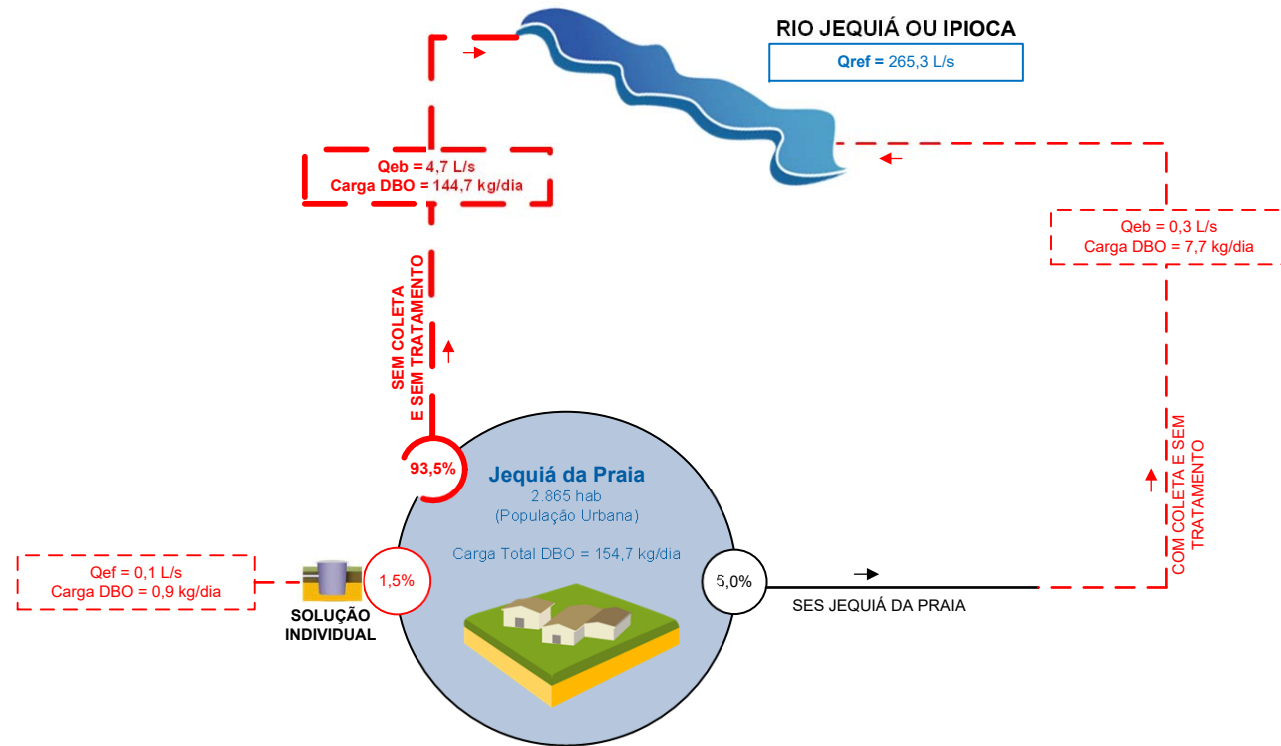 RIO JEQUIÁ OU IPIOCA
Qref = 265,3 L/s
Qeb = 4,7 L/s
Carga DBO = 144,7 kg/dia
Qeb = 0,3 L/s
Carga DBO = 7,7 kg/dia
SEM COLETA
E SEM TRATAMENTO
93,5%
Jequiá da Praia
2.865 hab
(População Urbana)
Carga Total DBO = 154,7 kg/dia
COM COLETA E SEM
TRATAMENTO
Qef = 0,1 L/s
Carga DBO = 0,9 kg/dia
1,5%
5,0%
SOLUÇÃO
INDIVIDUAL
SES JEQUIÁ DA PRAIA